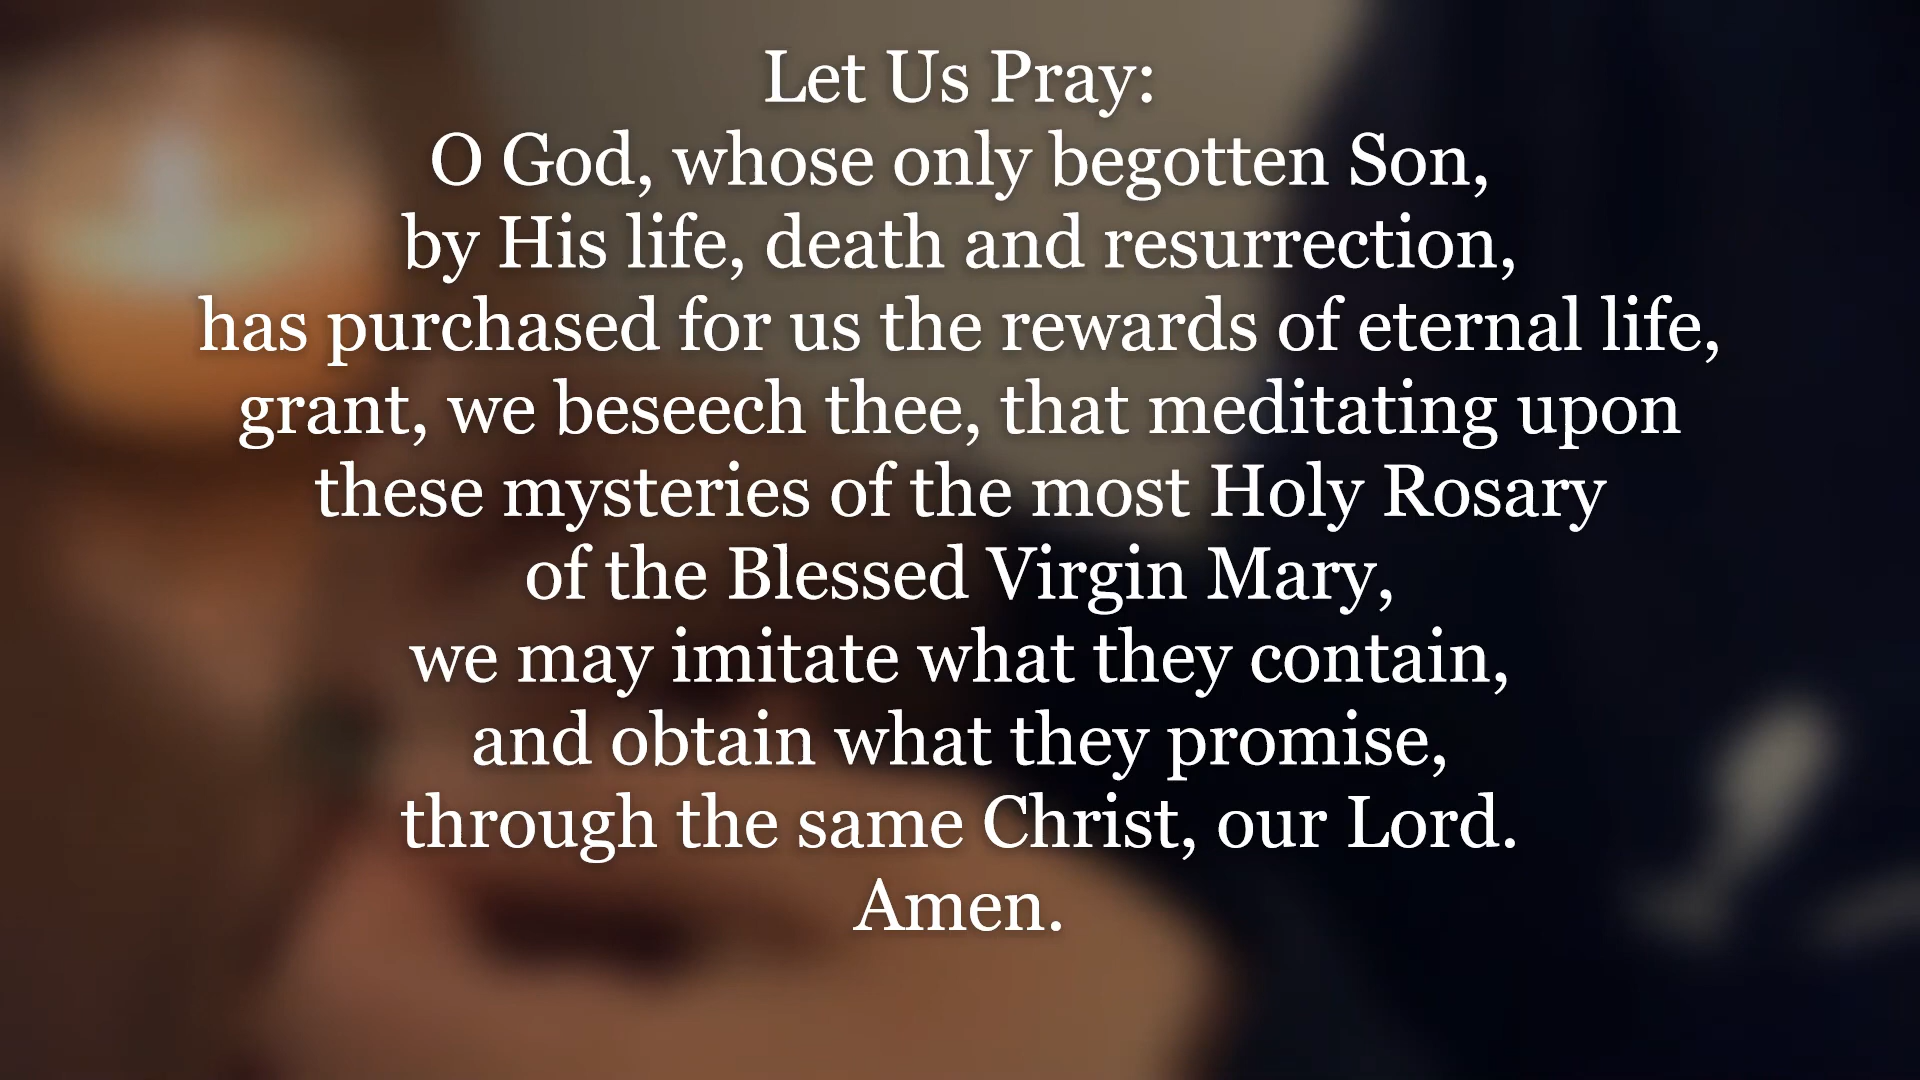 Let Us Pray:
O God, whose only begotten Son,
by His life, death and resurrection,
has purchased for us the rewards of eternal life,
grant, we beseech thee, that meditating upon
these mysteries of the most Holy Rosary
of the Blessed Virgin Mary,
we may imitate what they contain,
and obtain what they promise,
through the same Christ, our Lord.
Amen.